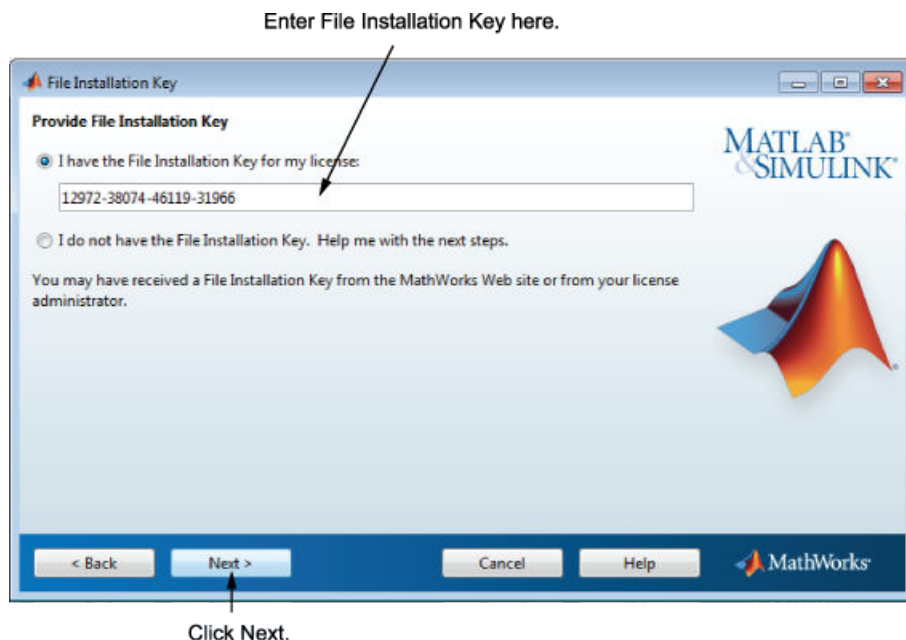 Enter File Installation Key here.
File Installation Key
Provide File Installation Key
MATLAB®
&SIMULINK®
I have the File Installation Key for my license:
12972-38074-46119-31966
I do not have the File Installation Key. Help me with the next steps.
You may have received a File Installation Key from the MathWorks Web site or from your license
administrator.
< Back
Next >
Cancel
Help
MathWorks®
Click Next.